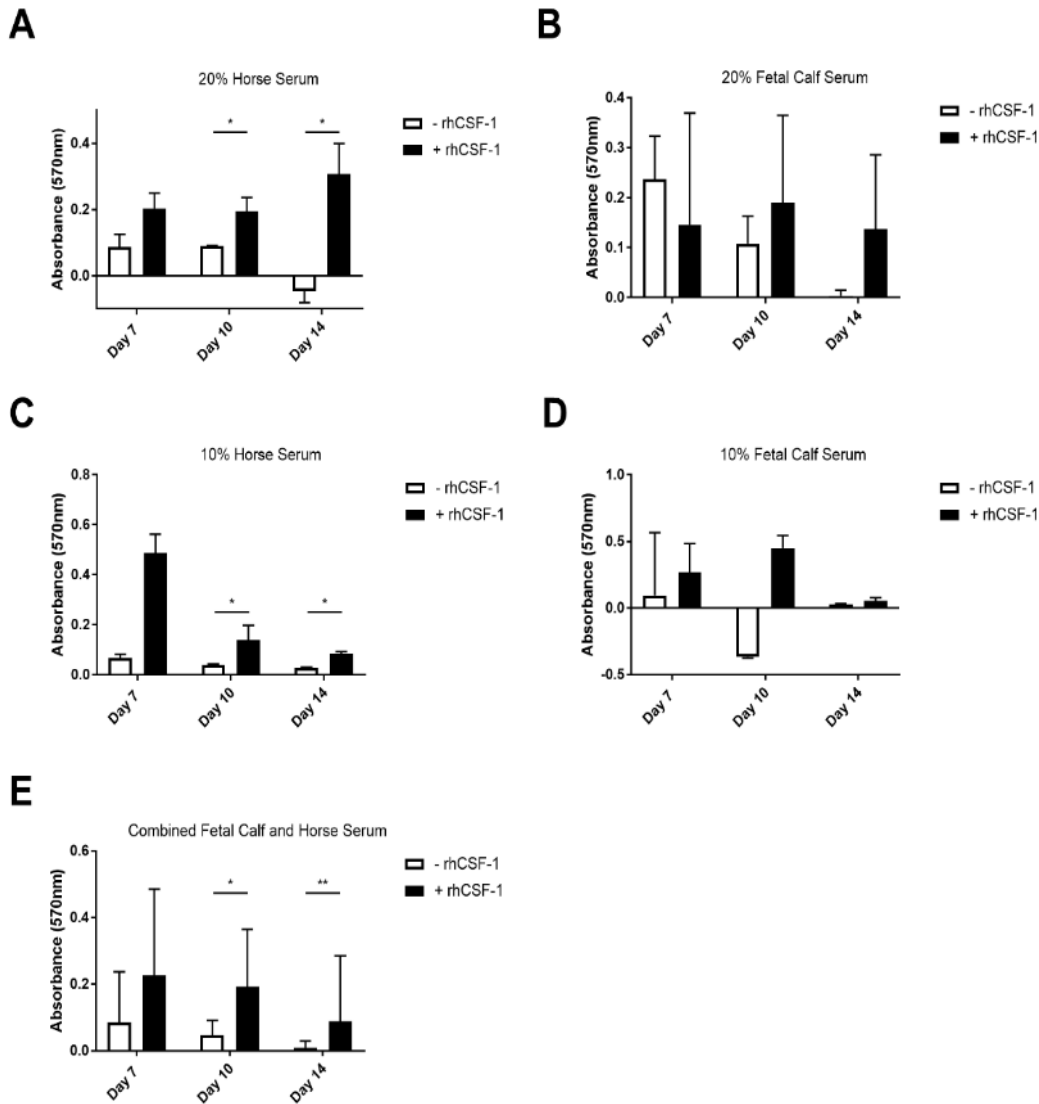 A
20% Horse Serum
Absorbance (570nm)
0.4
0.2
0.0
*
*
- rhCSF-1
+ rhCSF-1
Day 7
Day 10
Day 14
B
20% Fetal Calf Serum
Absorbance (570nm)
0.4
0.3
0.2
0.1
0.0
- rhCSF-1
+ rhCSF-1
Day 7
Day 10
Day 14
C
10% Horse Serum
Absorbance (570nm)
0.8
0.6
0.4
0.2
0.0
*
*
- rhCSF-1
+ rhCSF-1
Day 7
Day 10
Day 14
D
10% Fetal Calf Serum
Absorbance (570nm)
1.0
0.5
0.0
-0.5
- rhCSF-1
+ rhCSF-1
Day 7
Day 10
Day 14
E
Combined Fetal Calf and Horse Serum
Absorbance (570nm)
0.6
0.4
0.2
0.0
*
**
- rhCSF-1
+ rhCSF-1
Day 7
Day 10
Day 14